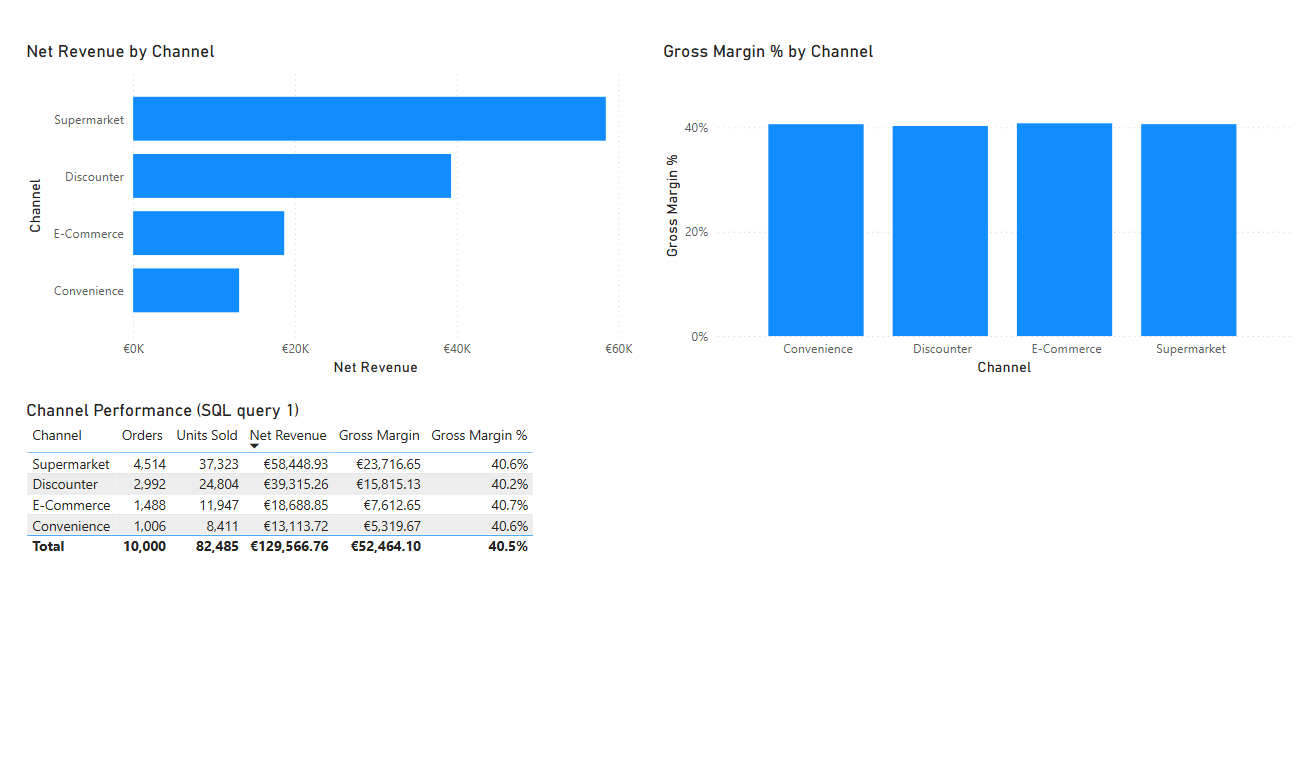 Net Revenue by Channel
Channel
Supermarket
Discounter
E-Commerce
Convenience
€0K €20K €40K €60K
Net Revenue
Gross Margin % by Channel
Gross Margin %
40%
20%
0%
Convenience Discounter E-Commerce Supermarket
Channel
Channel Performance (SQL query 1)
Channel Orders Units Sold Net Revenue Gross Margin Gross Margin %
Supermarket 4,514 37,323 €58,448.93 €23,716.65 40.6%
Discounter 2,992 24,804 €39,315.26 €15,815.13 40.2%
E-Commerce 1,488 11,947 €18,688.85 €7,612.65 40.7%
Convenience 1,006 8,411 €13,113.72 €5,319.67 40.6%
Total 10,000 82,485 €129,566.76 €52,464.10 40.5%